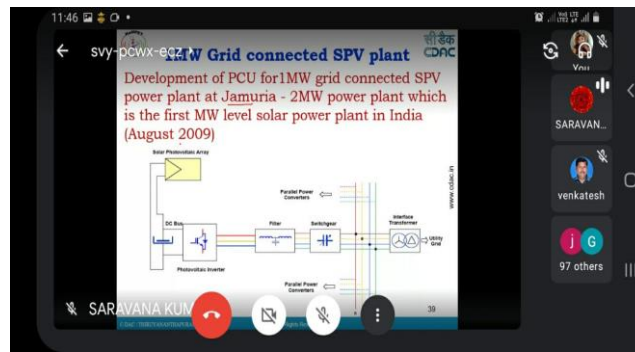 11:46
svy-pcwx-eqz
1MW Grid connected SPV plant
सी डैक
CDAC
Development of PCU for1MW grid connected SPV
power plant at Jamuria - 2MW power plant which
is the first MW level solar power plant in India
(August 2009)
Solar Photovoltaic Array
Parallel Power
Converters
DC Bus
Filter
Switchgear
Interface
Transformer
Utility
Grid
Photovoltaic Inverter
Parallel Power
Converters
www.cdac.in
39
You
SARAVAN...
venkatesh
j G
97 others
SARAVANA KUM